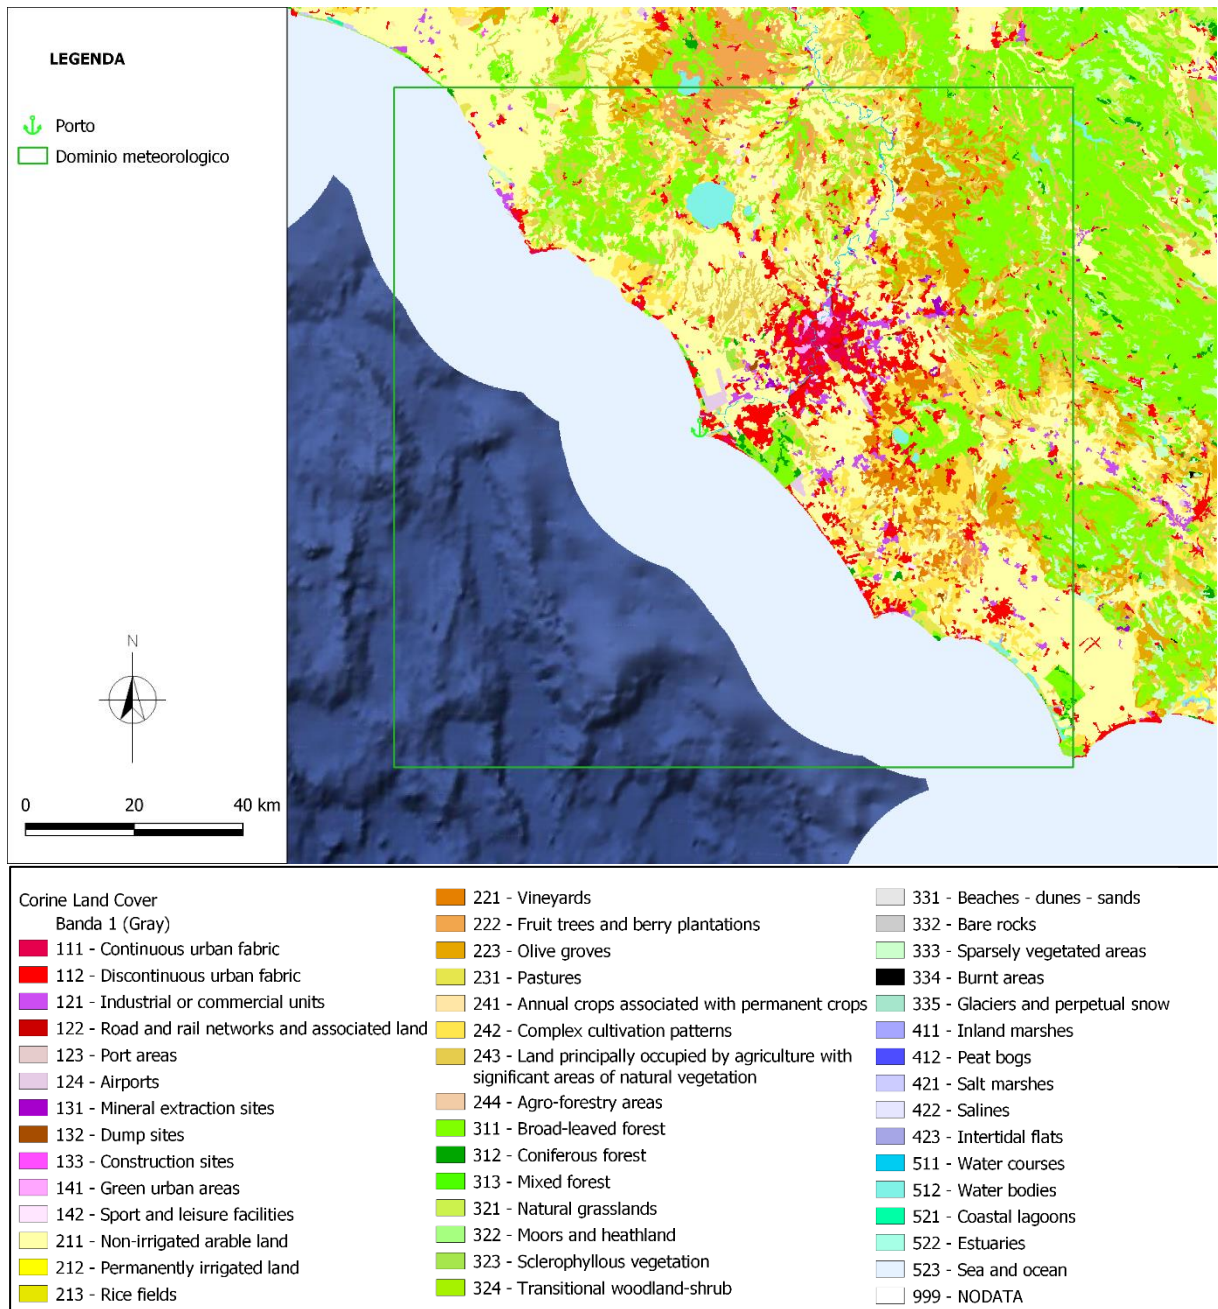 LEGENDA
Porto
Dominio meteorologico
N
0 20 40 km
Corine Land Cover
Banda 1 (Gray)
111 - Continuous urban fabric
112 - Discontinuous urban fabric
121 - Industrial or commercial units
122 - Road and rail networks and associated land
123 - Port areas
124 - Airports
131 - Mineral extraction sites
132 - Dump sites
133 - Construction sites
141 - Green urban areas
142 - Sport and leisure facilities
211 - Non-irrigated arable land
212 - Permanently irrigated land
213 - Rice fields
221 - Vineyards
222 - Fruit trees and berry plantations
223 - Olive groves
231 - Pastures
241 - Annual crops associated with permanent crops
242 - Complex cultivation patterns
243 - Land principally occupied by agriculture with
significant areas of natural vegetation
244 - Agro-forestry areas
311 - Broad-leaved forest
312 - Coniferous forest
313 - Mixed forest
321 - Natural grasslands
322 - Moors and heathland
323 - Sclerophyllous vegetation
324 - Transitional woodland-shrub
331 - Beaches - dunes - sands
332 - Bare rocks
333 - Sparsely vegetated areas
334 - Burnt areas
335 - Glaciers and perpetual snow
411 - Inland marshes
412 - Peat bogs
421 - Salt marshes
422 - Salines
423 - Intertidal flats
511 - Water courses
512 - Water bodies
521 - Coastal lagoons
522 - Estuaries
523 - Sea and ocean
999 - NODATA